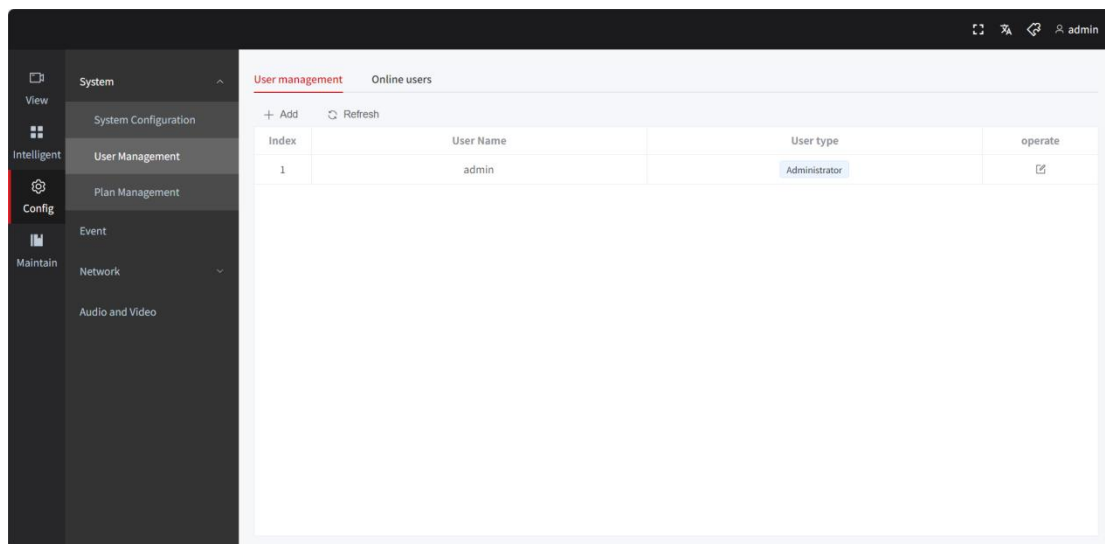 admin
View
Intelligent
Config
Maintain
System
System Configuration
User Management
Plan Management
Event
Network
Audio and Video
User management Online users
Add Refresh
Index User Name User type operate
1 admin Administrator